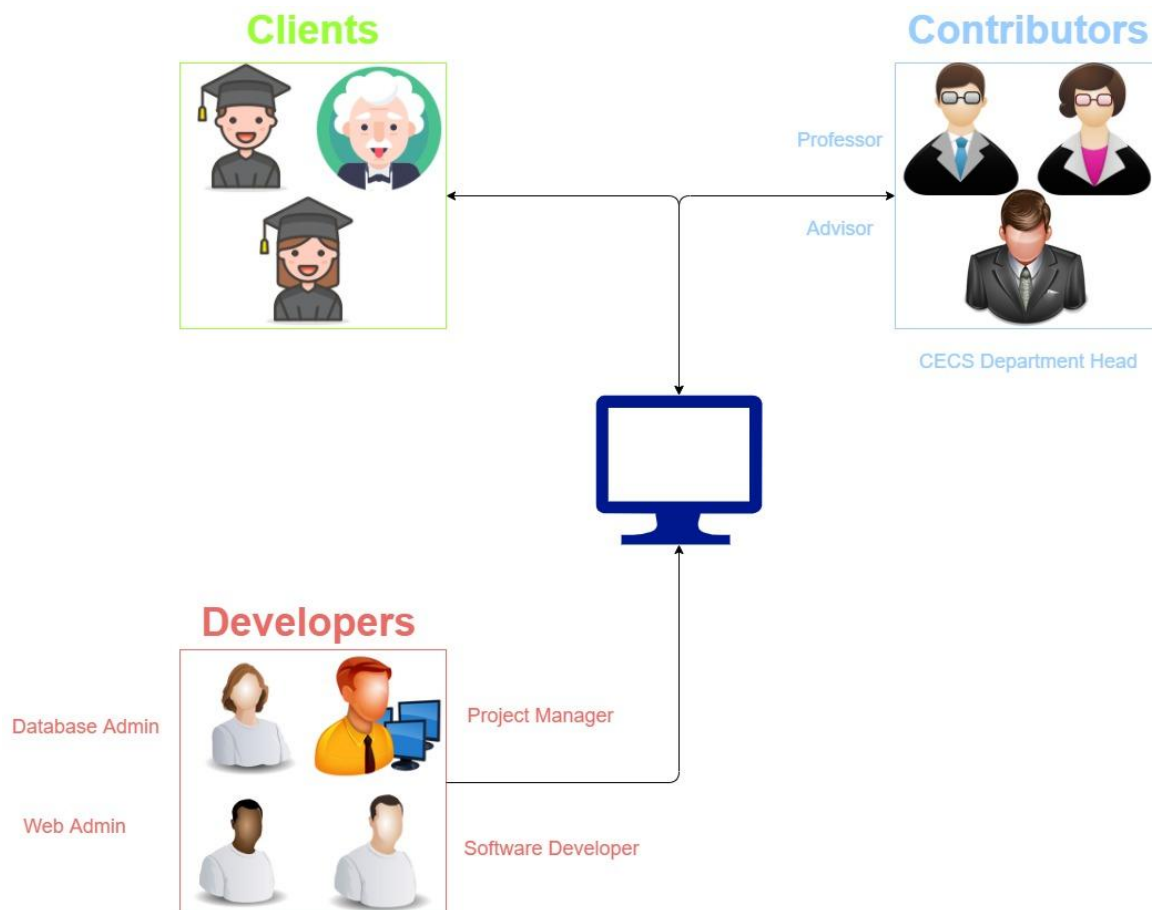 Clients
Contributors
Professor
Advisor
CECS Department Head
Developers
Database Admin
Project Manager
Web Admin
Software Developer